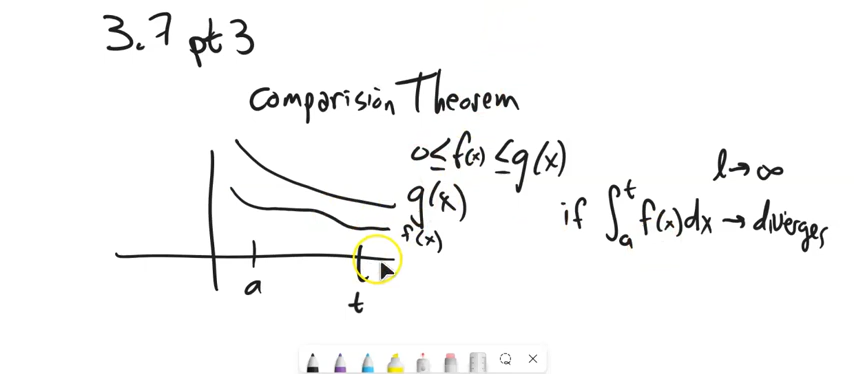 3.7 pt 3
Comparision Theorem
0 ≤ f(x) ≤ g(x)
g(x)
f(x)
a
t
l → ∞
if ∫ₐᵗ f(x)dx → diverges